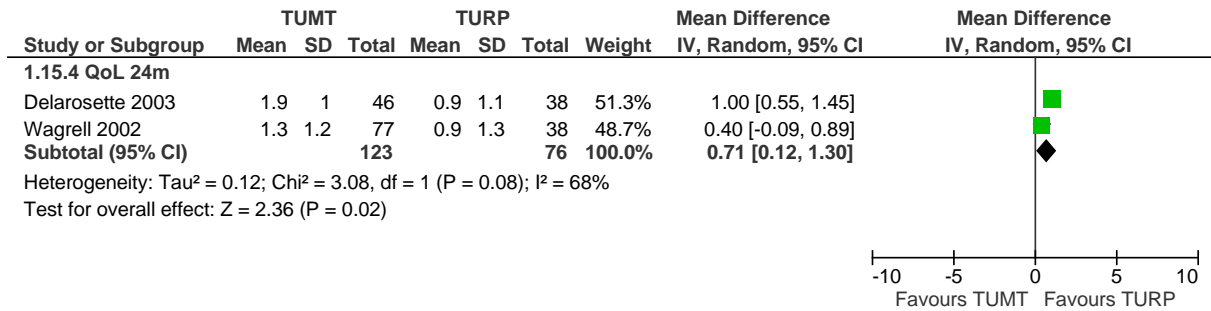 TUMT TURP Mean Difference Mean Difference
Study or Subgroup Mean SD Total Mean SD Total Weight IV, Random, 95% CI IV, Random, 95% CI
1.15.4 QoL 24m
Delarosette 2003 1.9 1 46 0.9 1.1 38 51.3% 1.00 [0.55, 1.45]
Wagrell 2002 1.3 1.2 77 0.9 1.3 38 48.7% 0.40 [-0.09, 0.89]
Subtotal (95% CI) 123 76 100.0% 0.71 [0.12, 1.30]
Heterogeneity: Tau² = 0.12; Chi² = 3.08, df = 1 (P = 0.08); I² = 68%
Test for overall effect: Z = 2.36 (P = 0.02)
-10 -5 0 5 10
Favours TUMT Favours TURP